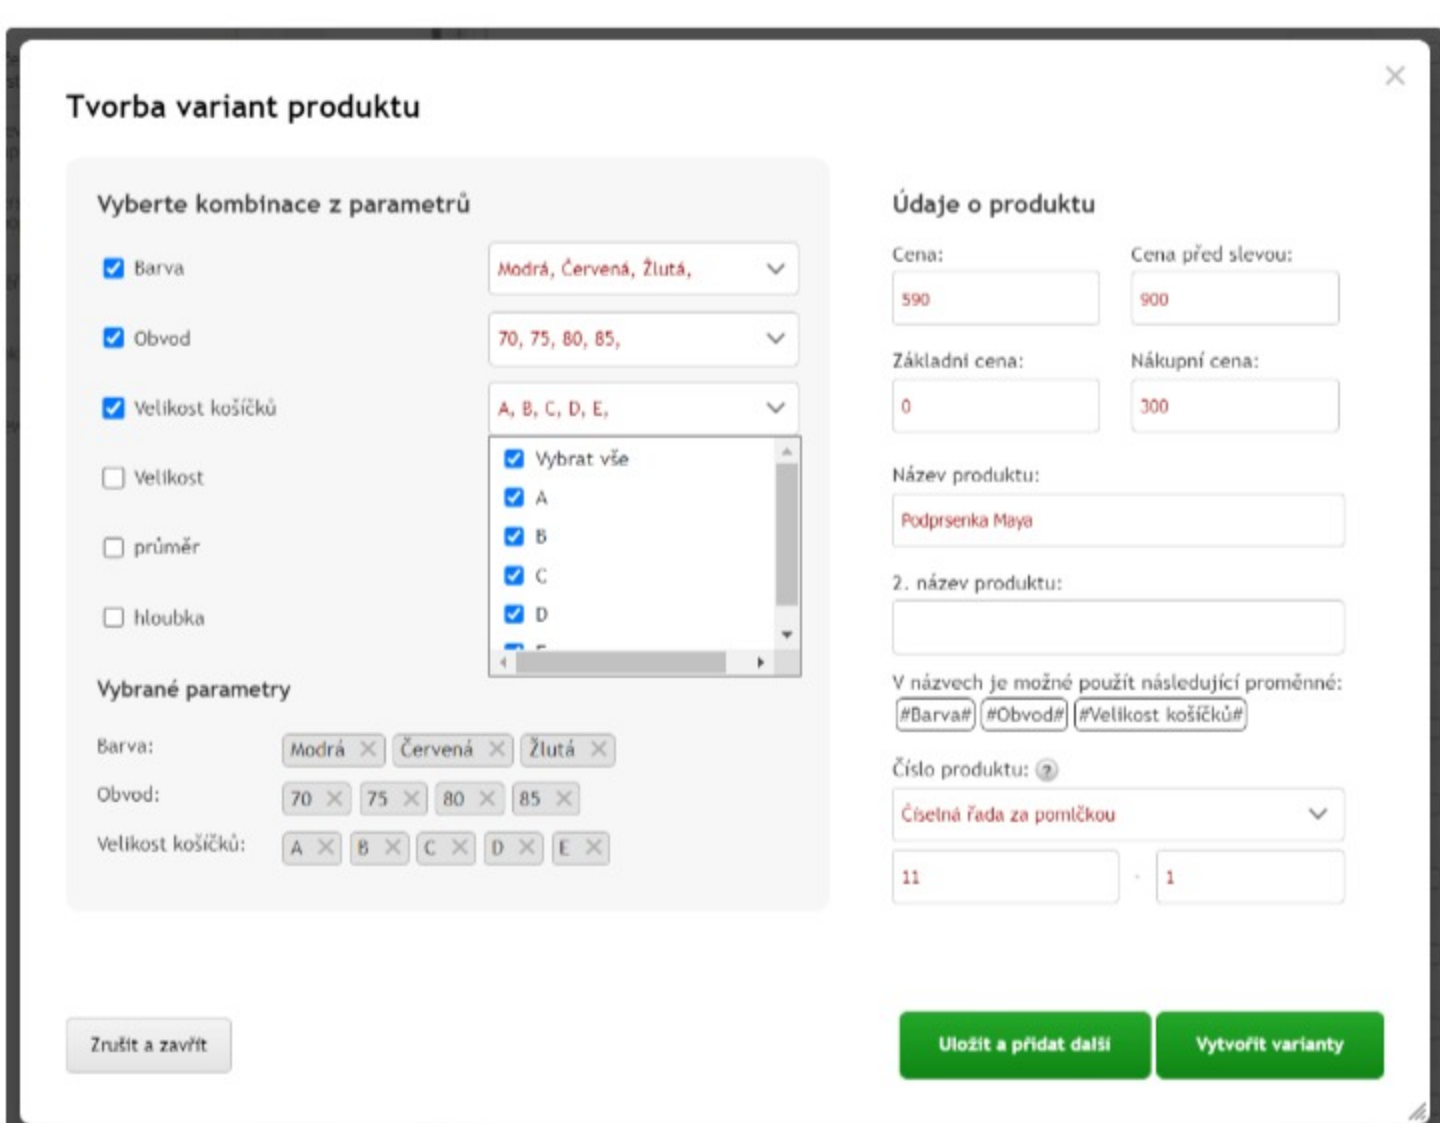 Tvorba variant produktu
Vyberte kombinace z parametrů
Barva
Modrá, Červená, Žlutá,
Obvod
70, 75, 80, 85,
Velikost košíčků
A, B, C, D, E,
Vybrat vše
A
B
C
D
Velikost
průměr
hloubka
Vybrané parametry
Barva: Modrá Červená Žlutá
Obvod: 70 75 80 85
Velikost košíčků: A B C D E
Údaje o produktu
Cena: Cena před slevou:
590 900
Základní cena: Nákupní cena:
0 300
Název produktu:
Podprsenka Maya
2. název produktu:
V názvech je možné použít následující proměnné:
#Barva# #Obvod# #Velikost košíčků#
Číslo produktu: ?
Číselná řada za pomlčkou
11 - 1
Zrušit a zavřít
Uložit a přidat další
Vytvořit varianty